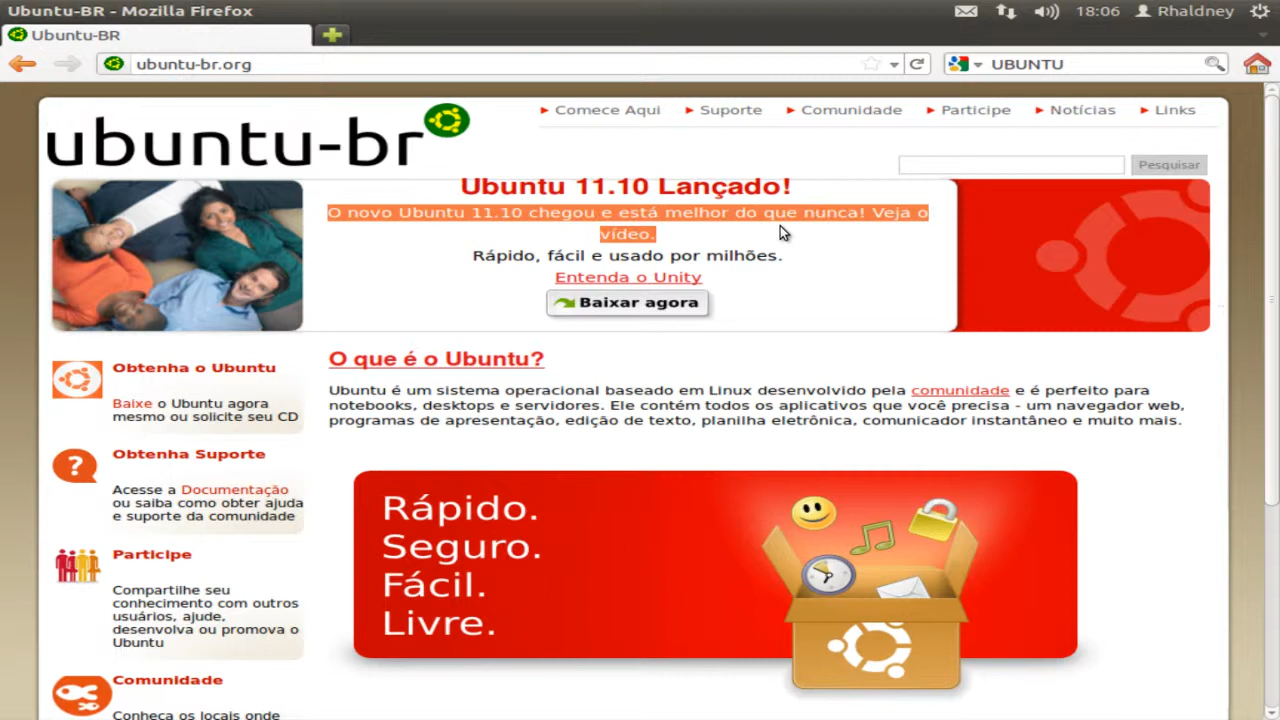 Ubuntu-BR - Mozilla Firefox
18:06
Rhaldney
Ubuntu-BR
ubuntu-br.org
UBUNTU
ubuntu-br
Comece Aqui
Suporte
Comunidade
Participe
Notícias
Links
Pesquisar
Ubuntu 11.10 Lançado!
O novo Ubuntu 11.10 chegou e está melhor do que nunca! Veja o
vídeo.
Rápido, fácil e usado por milhões.
Entenda o Unity
Baixar agora
Obtenha o Ubuntu
Baixe o Ubuntu agora
mesmo ou solicite seu CD
Obtenha Suporte
Acesse a Documentação
ou saiba como obter ajuda
e suporte da comunidade
Participe
Compartilhe seu
conhecimento com outros
usuários, ajude,
desenvolva ou promova o
Ubuntu
Comunidade
Conheça os locais onde
O que é o Ubuntu?
Ubuntu é um sistema operacional baseado em Linux desenvolvido pela comunidade e é perfeito para
notebooks, desktops e servidores. Ele contém todos os aplicativos que você precisa - um navegador web,
programas de apresentação, edição de texto, planilha eletrônica, comunicador instantâneo e muito mais.
Rápido.
Seguro.
Fácil.
Livre.